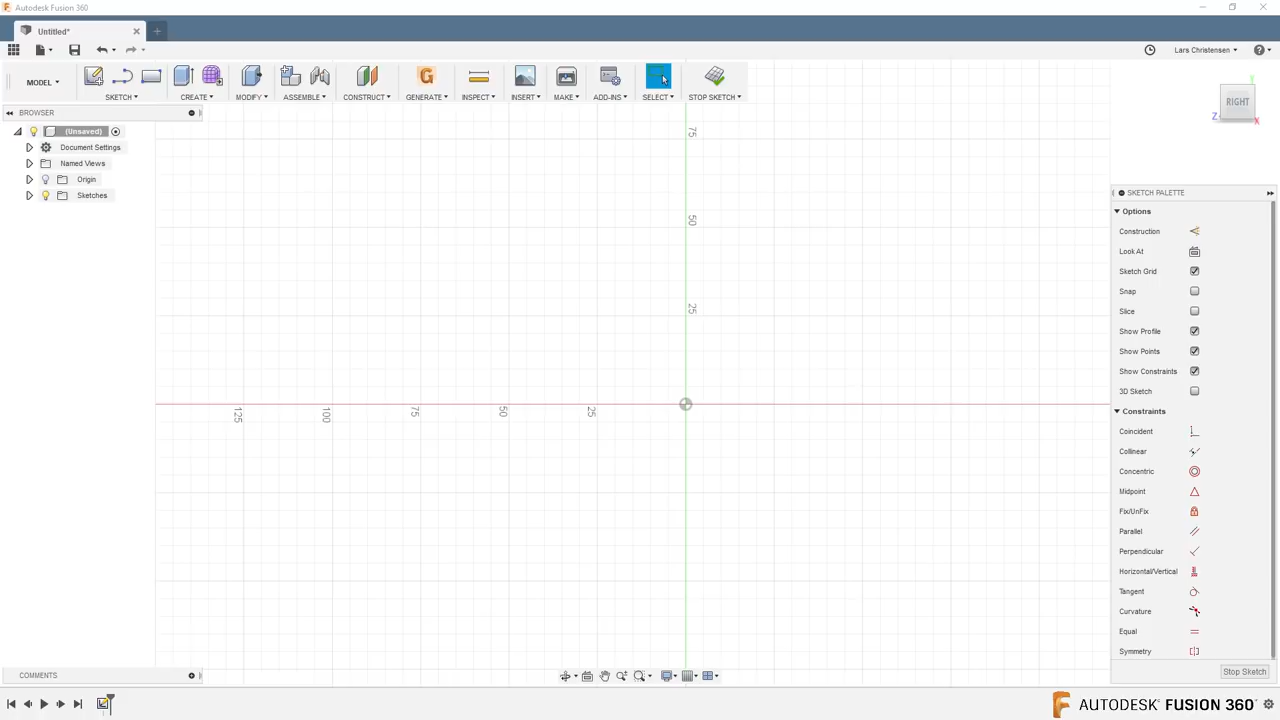 Autodesk Fusion 360
Untitled*
Lars Christensen
MODEL
SKETCH
CREATE
MODIFY
ASSEMBLE
CONSTRUCT
GENERATE
INSPECT
INSERT
MAKE
ADD-INS
SELECT
STOP SKETCH
BROWSER
(Unsaved)
Document Settings
Named Views
Origin
Sketches
RIGHT
Y
Z
X
75
50
25
125
100
75
50
25
SKETCH PALETTE
Options
Construction
Look At
Sketch Grid
Snap
Slice
Show Profile
Show Points
Show Constraints
3D Sketch
Constraints
Coincident
Collinear
Concentric
Midpoint
Fix/UnFix
Parallel
Perpendicular
Horizontal/Vertical
Tangent
Curvature
Equal
Symmetry
Stop Sketch
COMMENTS
AUTODESK FUSION 360°